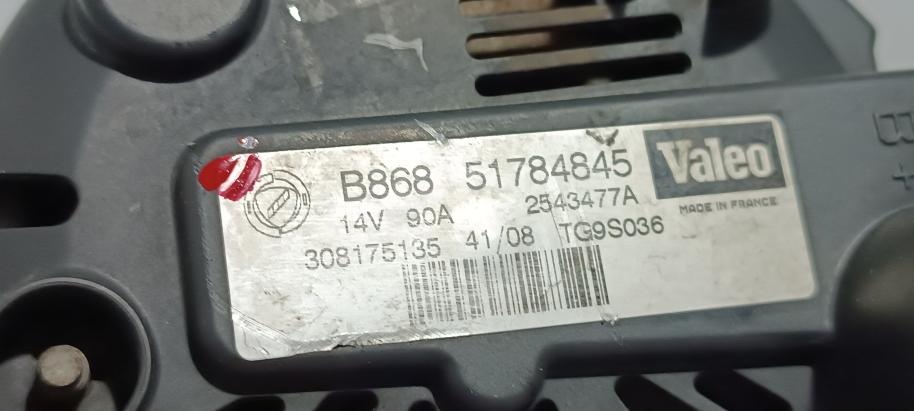 B868 51784845 Valeo
14V 90A 2543477A MADE IN FRANCE
308175135 41/08 TG9S036
+